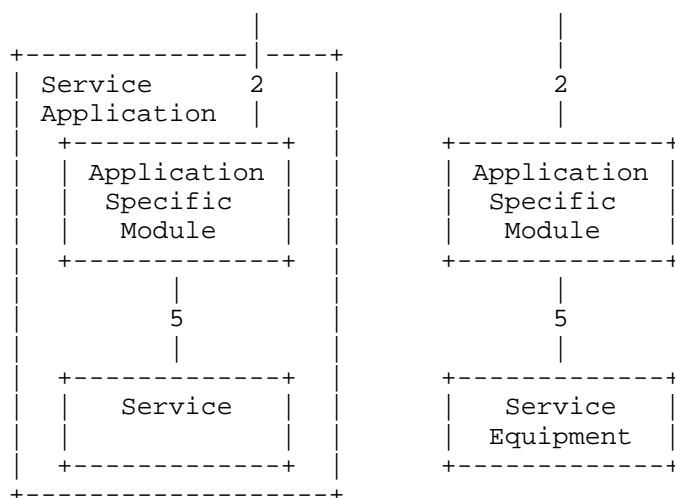 Service 2 2
Application
Application Application
Specific Specific
Module Module
5 5
Service Service
Equipment